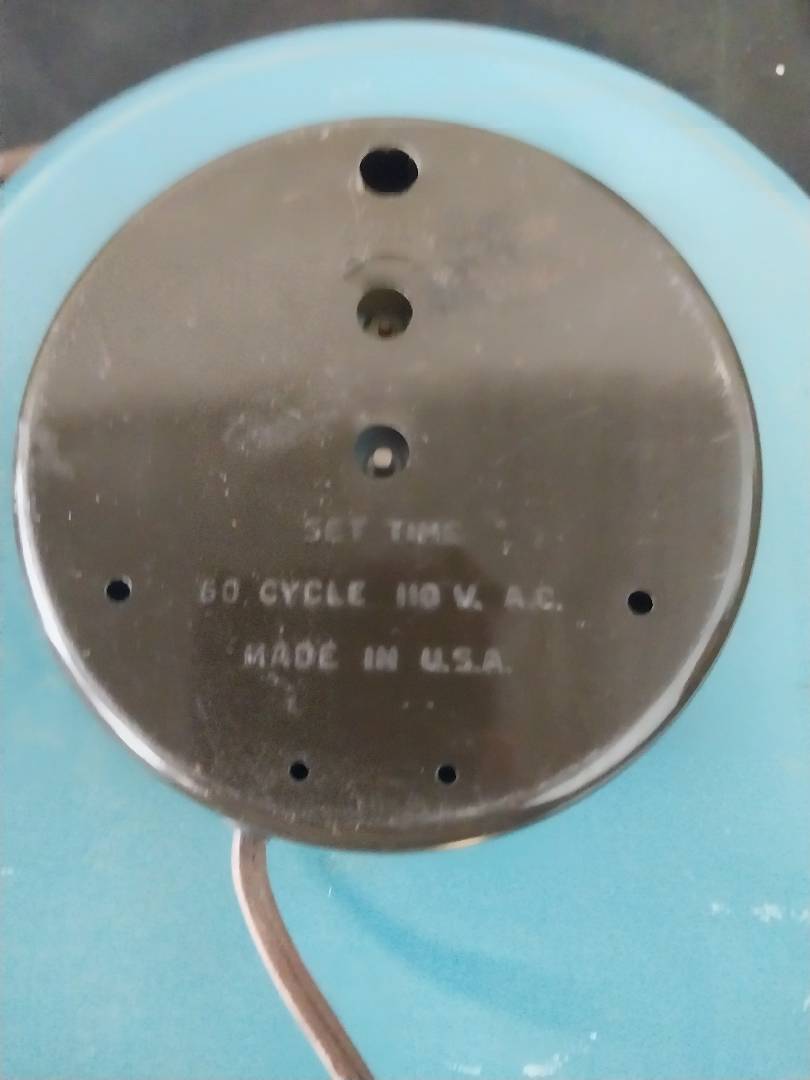 SET TIME
60 CYCLE 110 V. A.C.
MADE IN U.S.A.